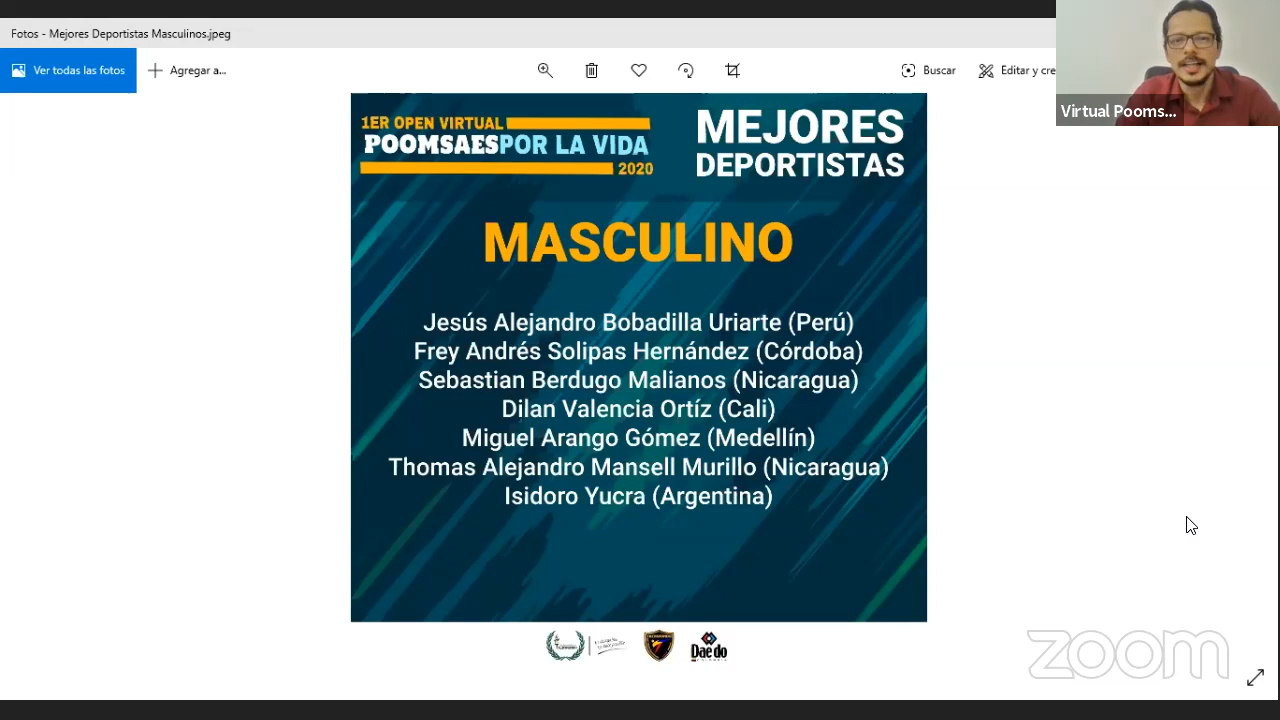 Fotos - Mejores Deportistas Masculinos.jpeg
Ver todas las fotos
Agregar a...
Buscar
Editar y cre
Virtual Pooms...
1ER OPEN VIRTUAL
POOMSAESPOR LA VIDA
2020
MEJORES
DEPORTISTAS
MASCULINO
Jesús Alejandro Bobadilla Uriarte (Perú)
Frey Andrés Solipas Hernández (Córdoba)
Sebastian Berdugo Malianos (Nicaragua)
Dilan Valencia Ortíz (Cali)
Miguel Arango Gómez (Medellín)
Thomas Alejandro Mansell Murillo (Nicaragua)
Isidoro Yucra (Argentina)
Daedo
zoom